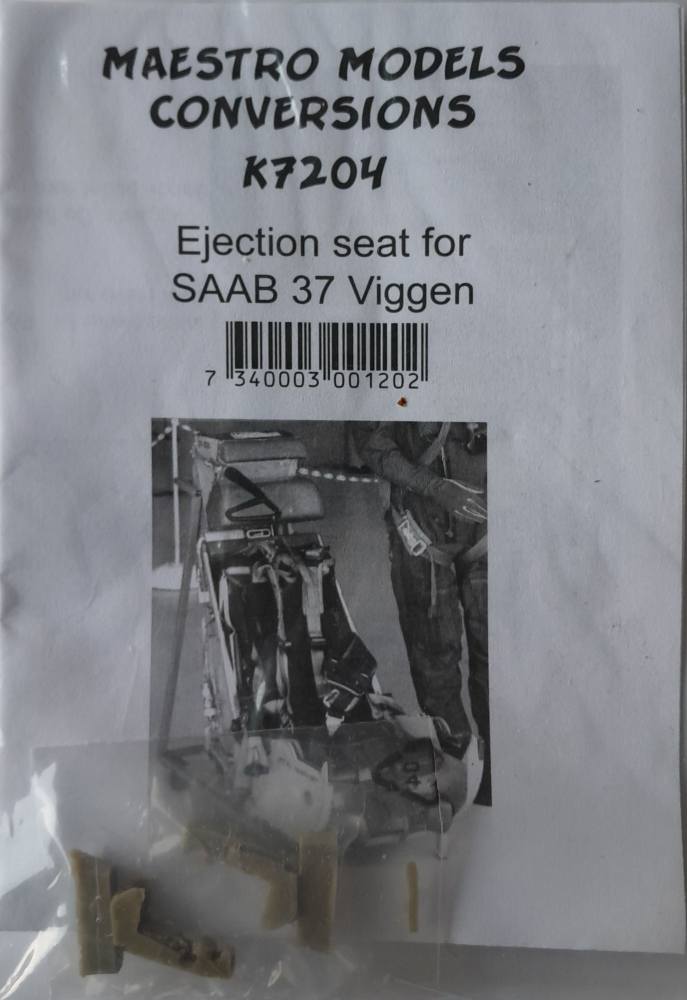 MAESTRO MODELS
CONVERSIONS
K7204
Ejection seat for
SAAB 37 Viggen
7 340003 001202